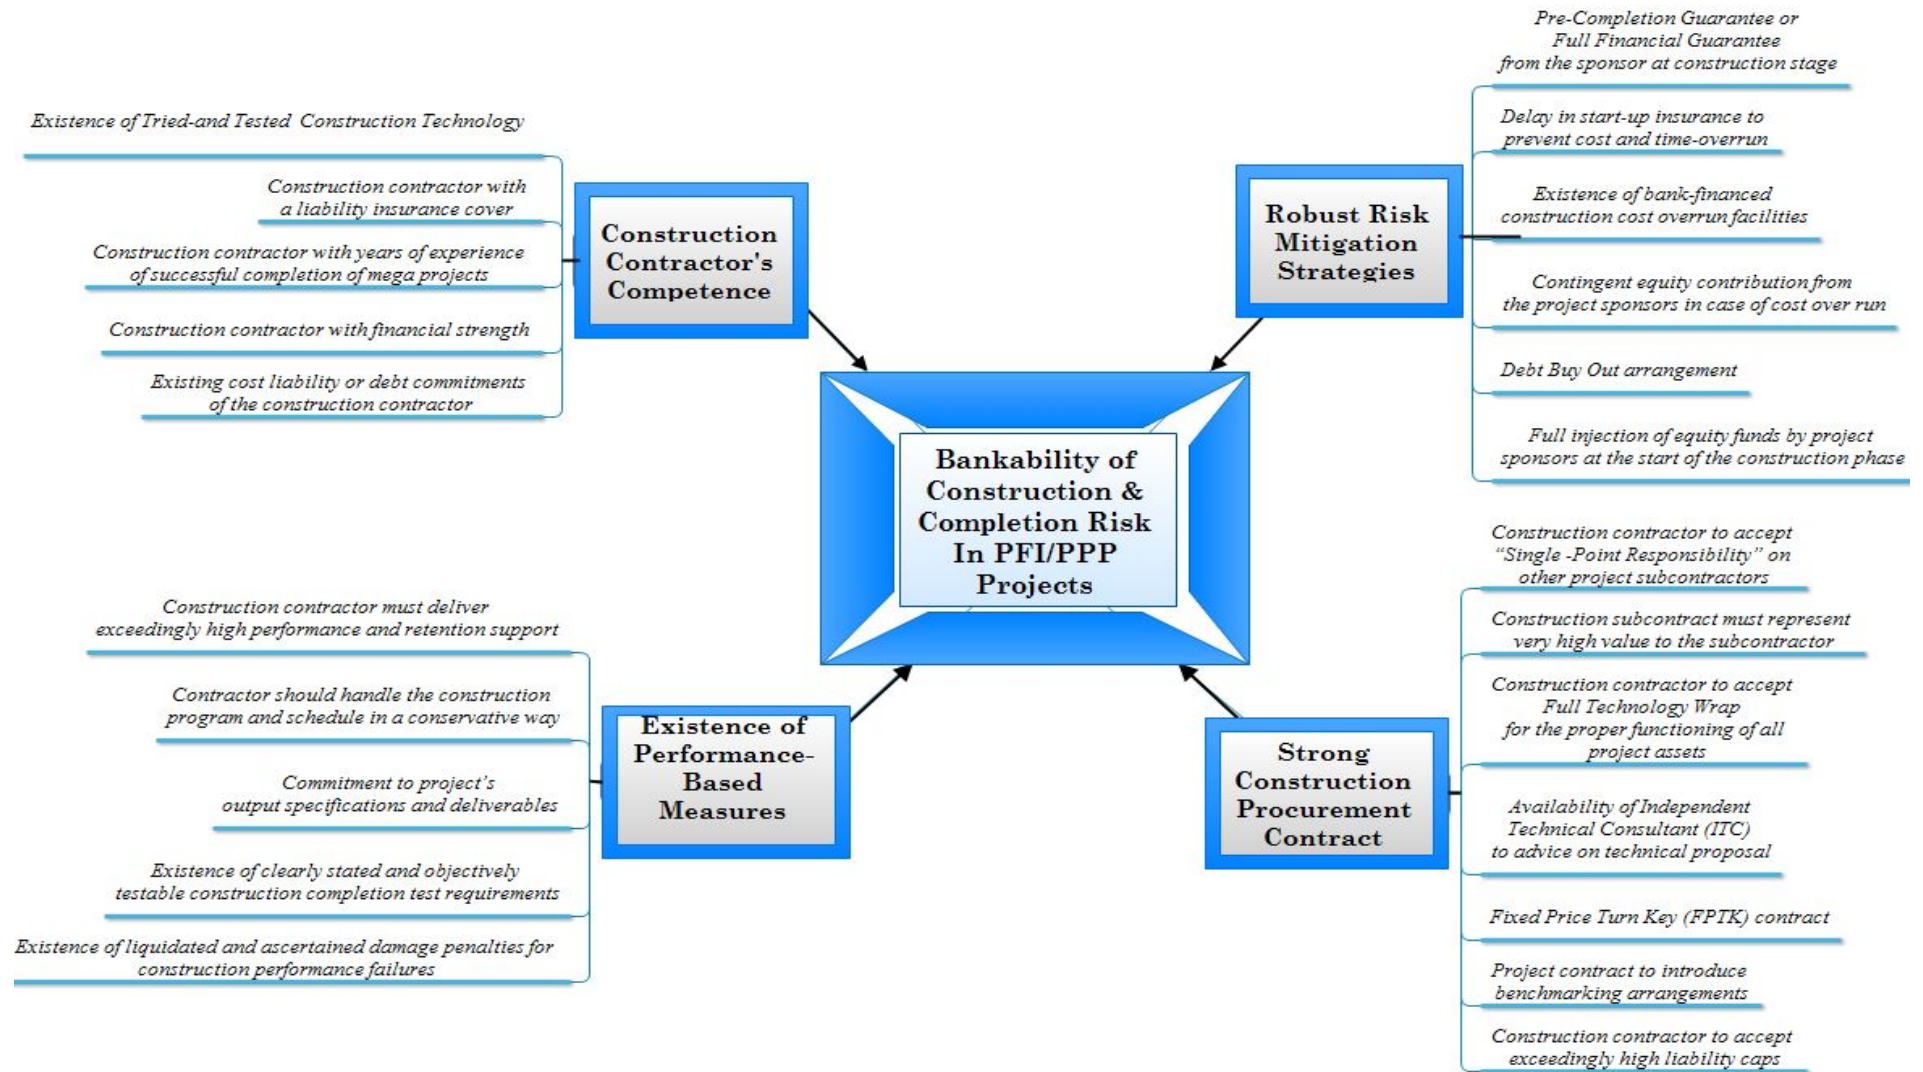 Existence of Tried-and Tested Construction Technology
Construction contractor with
a liability insurance cover
Construction contractor with years of experience
of successful completion of mega projects
Construction contractor with financial strength
Existing cost liability or debt commitments
of the construction contractor
Construction
Contractor's
Competence
Pre-Completion Guarantee or
Full Financial Guarantee
from the sponsor at construction stage
Delay in start-up insurance to
prevent cost and time-overrun
Existence of bank-financed
construction cost overrun facilities
Contingent equity contribution from
the project sponsors in case of cost over run
Debt Buy Out arrangement
Full injection of equity funds by project
sponsors at the start of the construction phase
Robust Risk
Mitigation
Strategies
Bankability of
Construction &
Completion Risk
In PFI/PPP
Projects
Construction contractor must deliver
exceedingly high performance and retention support
Contractor should handle the construction
program and schedule in a conservative way
Commitment to project’s
output specifications and deliverables
Existence of clearly stated and objectively
testable construction completion test requirements
Existence of liquidated and ascertained damage penalties for
construction performance failures
Existence of
Performance-
Based
Measures
Construction contractor to accept
“Single -Point Responsibility” on
other project subcontractors
Construction subcontract must represent
very high value to the subcontractor
Construction contractor to accept
Full Technology Wrap
for the proper functioning of all
project assets
Availability of Independent
Technical Consultant (ITC)
to advice on technical proposal
Fixed Price Turn Key (FPTK) contract
Project contract to introduce
benchmarking arrangements
Construction contractor to accept
exceedingly high liability caps
Strong
Construction
Procurement
Contract